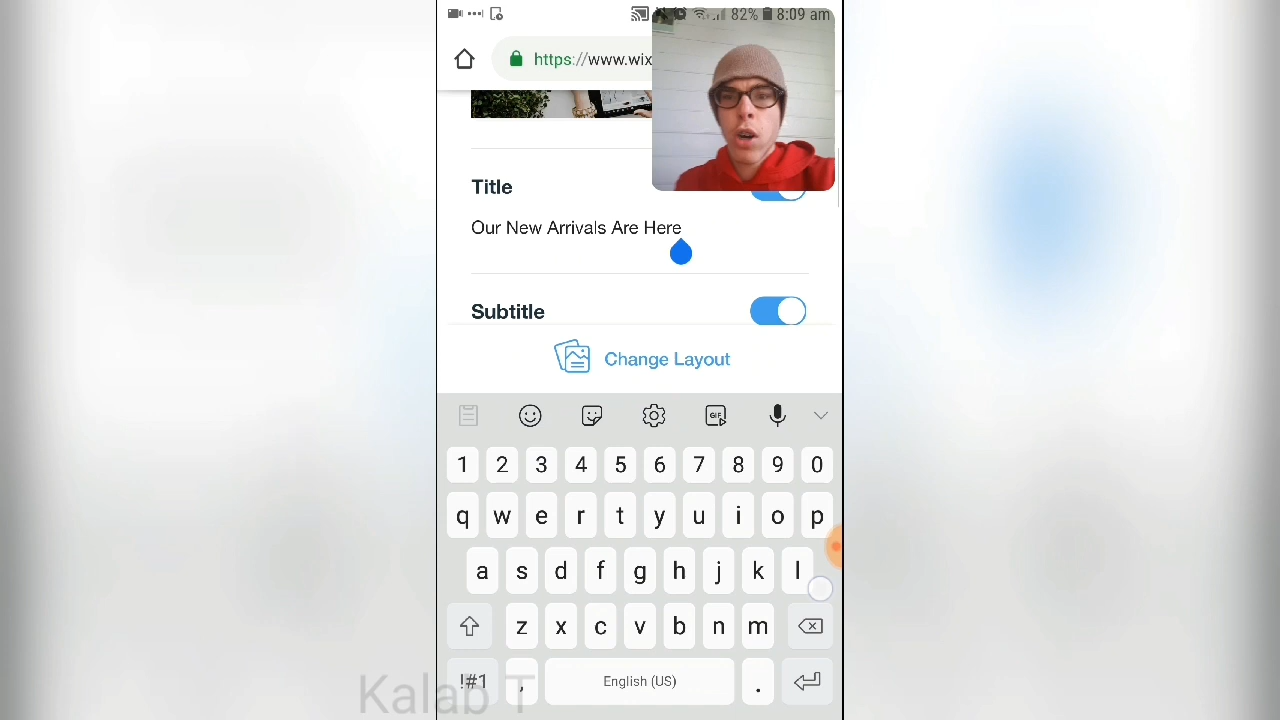 82% 8:09 am
https://www.wix
Title
Our New Arrivals Are Here
Subtitle
Change Layout
GIF
1 2 3 4 5 6 7 8 9 0
q w e r t y u i o p
a s d f g h j k l
z x c v b n m
!#1 , English (US) .
Kalab T